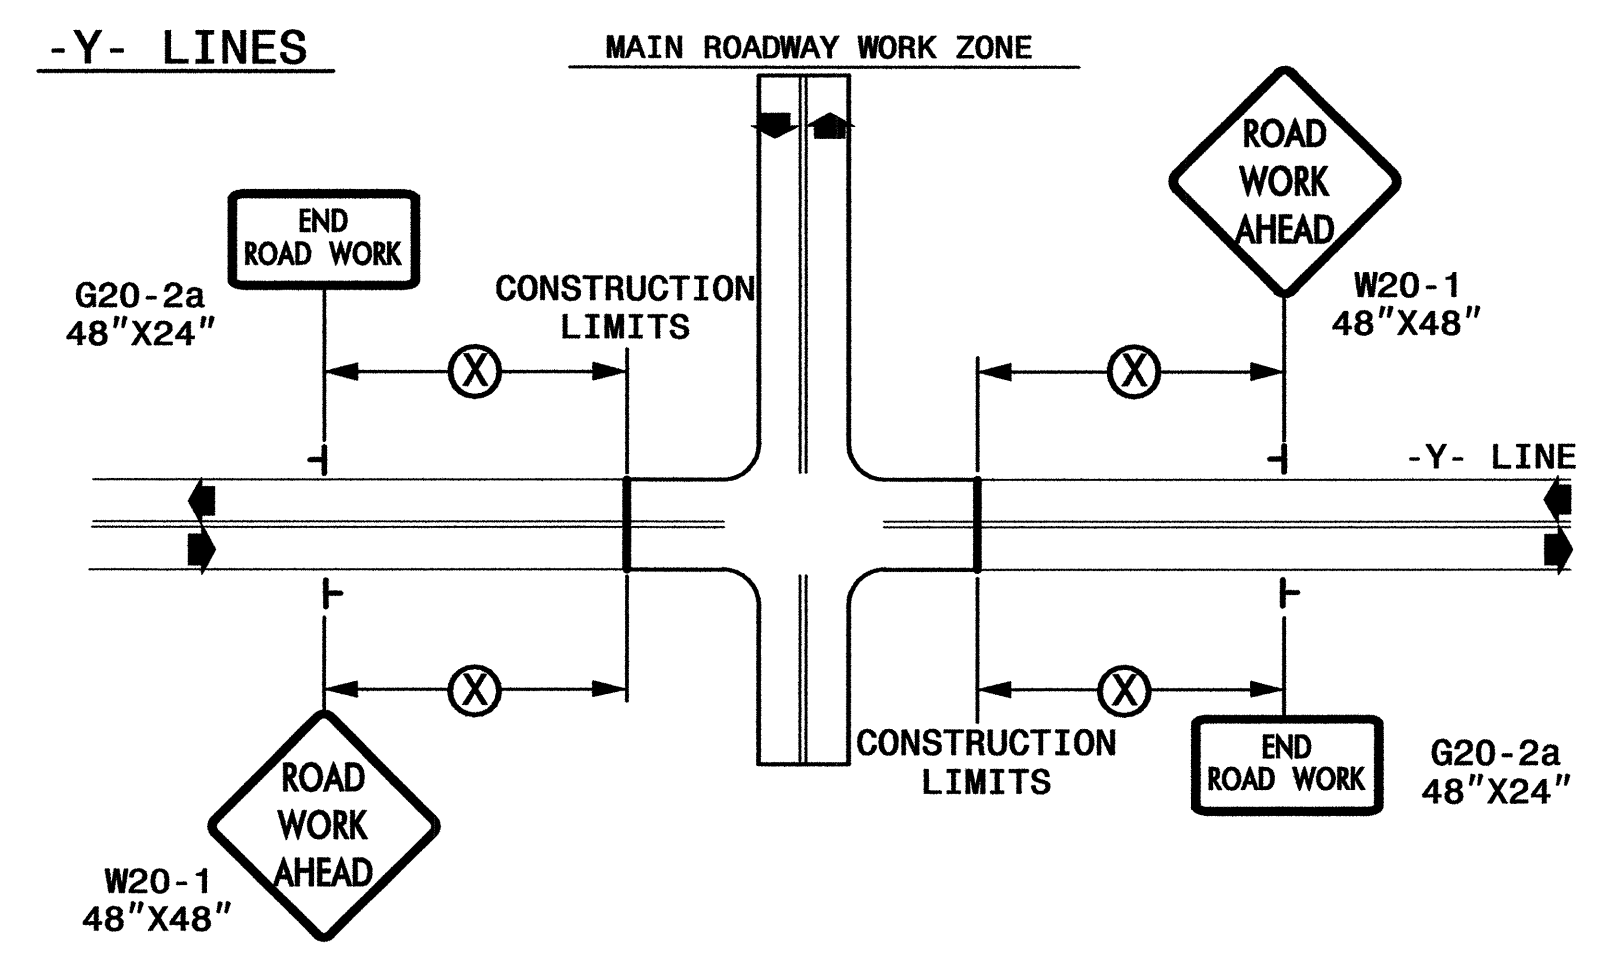 -Y- LINES
MAIN ROADWAY WORK ZONE
ROAD
WORK
AHEAD
W20-1
48"X48"
END
ROAD WORK
G20-2a
48"X24"
CONSTRUCTION
LIMITS
X
X
-Y- LINE
X
X
ROAD
WORK
AHEAD
W20-1
48"X48"
CONSTRUCTION
LIMITS
END
ROAD WORK
G20-2a
48"X24"